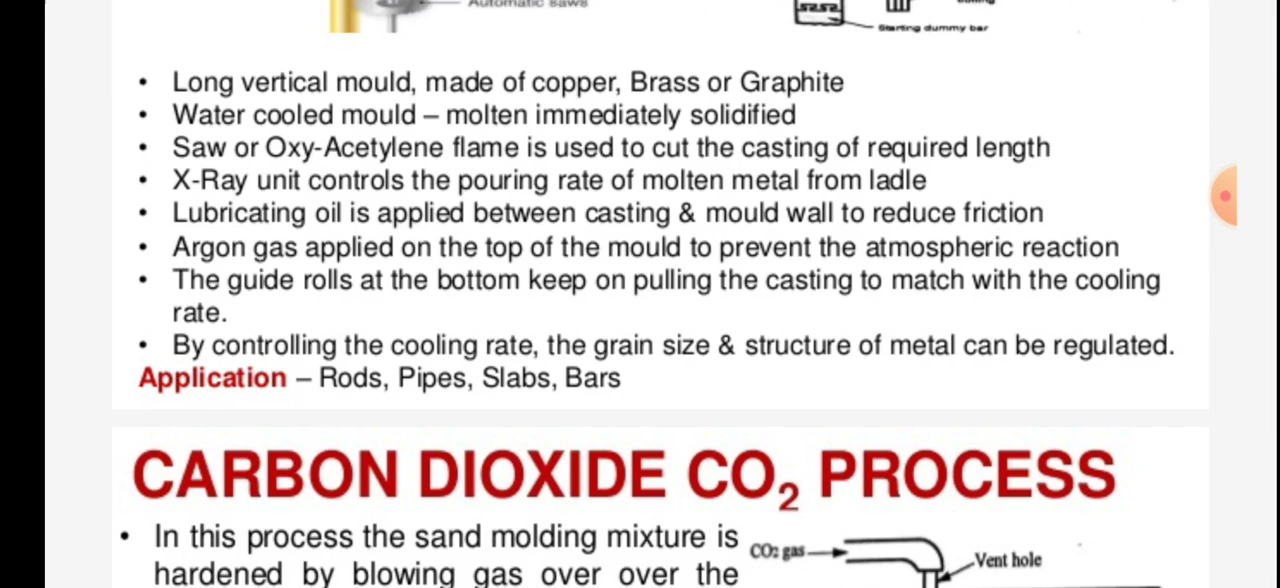 Automatic saws
Starting dummy bar
• Long vertical mould, made of copper, Brass or Graphite
• Water cooled mould – molten immediately solidified
• Saw or Oxy-Acetylene flame is used to cut the casting of required length
• X-Ray unit controls the pouring rate of molten metal from ladle
• Lubricating oil is applied between casting & mould wall to reduce friction
• Argon gas applied on the top of the mould to prevent the atmospheric reaction
• The guide rolls at the bottom keep on pulling the casting to match with the cooling
rate.
• By controlling the cooling rate, the grain size & structure of metal can be regulated.
Application – Rods, Pipes, Slabs, Bars
CARBON DIOXIDE CO₂ PROCESS
• In this process the sand molding mixture is
hardened by blowing gas over over the
CO₂ gas
Vent hole